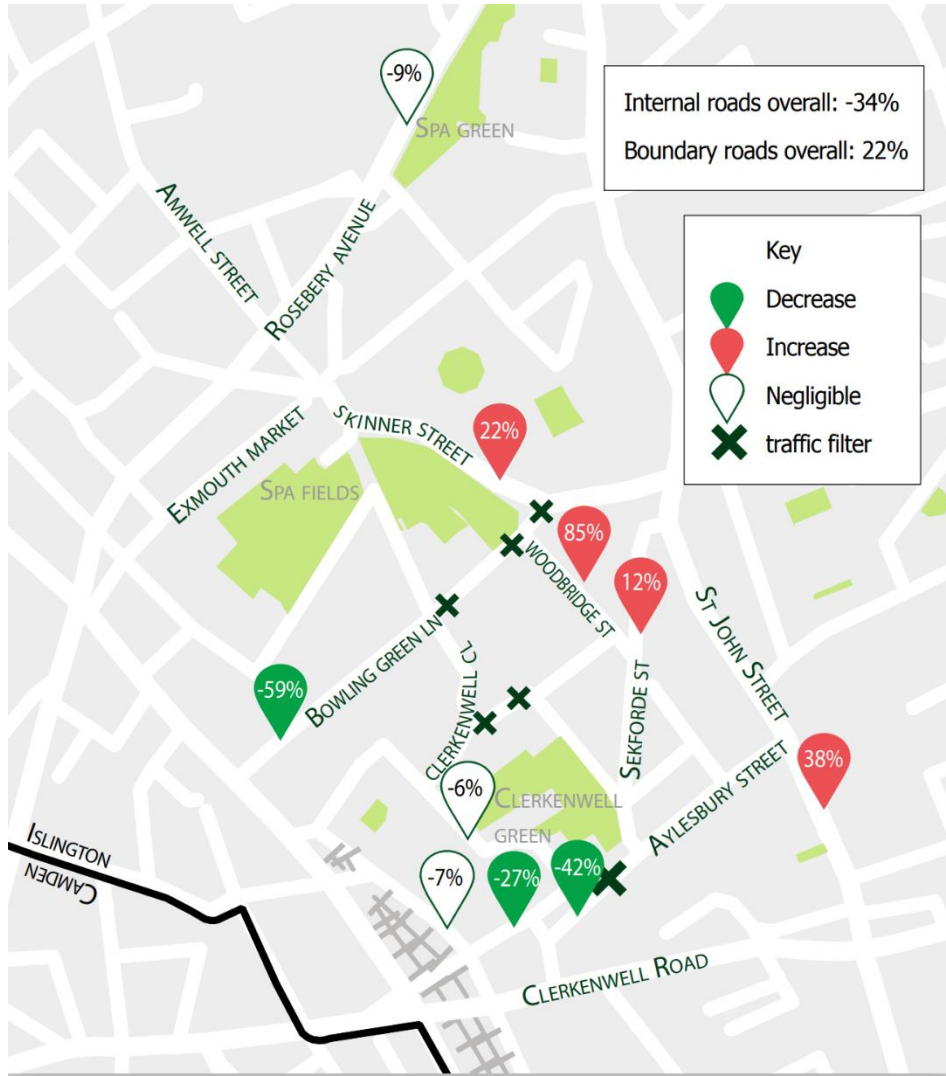 -9%
SPA GREEN
Internal roads overall: -34%
Boundary roads overall: 22%
AMWELL STREET
ROSEBERY AVENUE
Key
Decrease
Increase
Negligible
traffic filter
EXMOUTH MARKET
SKINNER STREET
22%
SPA FIELDS
85%
WOODBRIDGE ST
12%
ST JOHN STREET
BOWLING GREEN LN
-59%
CLERKENWELL CL
SEKFORDE ST
38%
-6%
CLERKENWELL
GREEN
AYLESBURY STREET
ISLINGTON
CAMDEN
-7%
-27%
-42%
CLERKENWELL ROAD